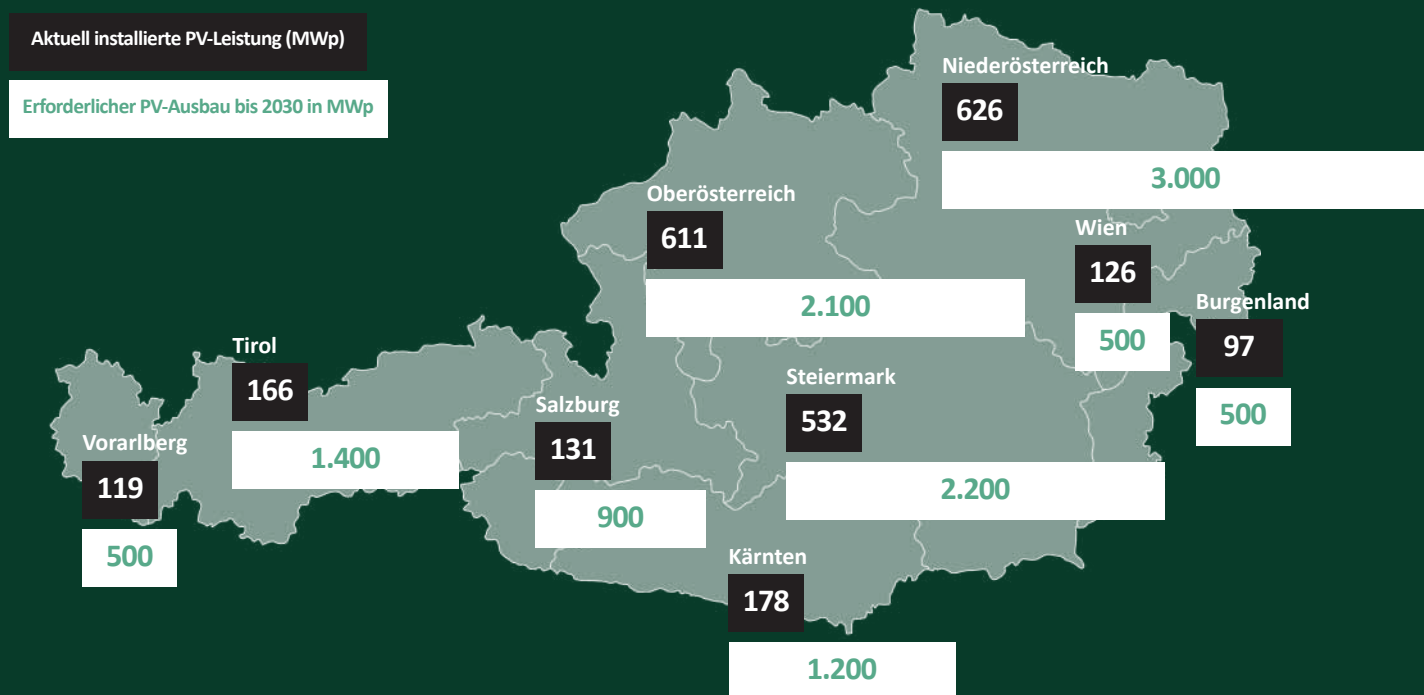 Aktuell installierte PV-Leistung (MWp)
Erforderlicher PV-Ausbau bis 2030 in MWp
Niederösterreich
626
3.000
Oberösterreich
611
2.100
Wien
126
500
Burgenland
97
500
Tirol
166
1.400
Steiermark
532
2.200
Salzburg
131
900
Vorarlberg
119
500
Kärnten
178
1.200